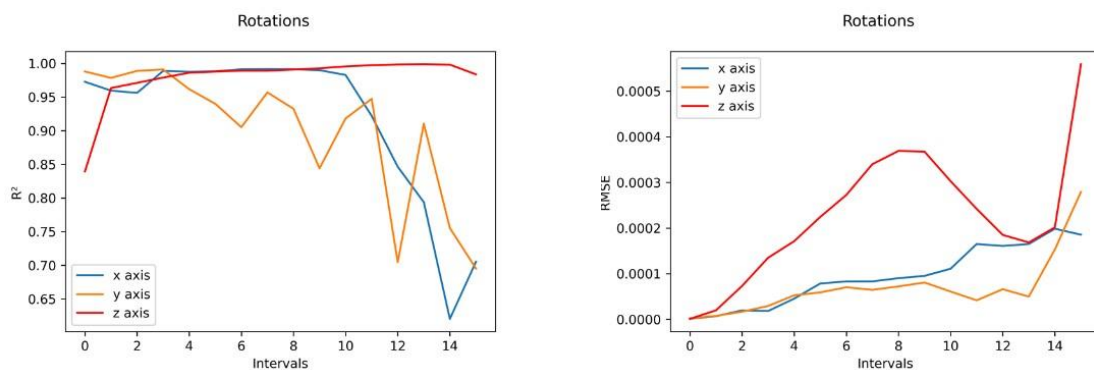 Rotations
1.00
0.95
0.90
0.85
0.80
0.75
0.70
0.65
R²
x axis
y axis
z axis
0 2 4 6 8 10 12 14
Intervals
Rotations
0.0005
0.0004
0.0003
0.0002
0.0001
0.0000
RMSE
x axis
y axis
z axis
0 2 4 6 8 10 12 14
Intervals